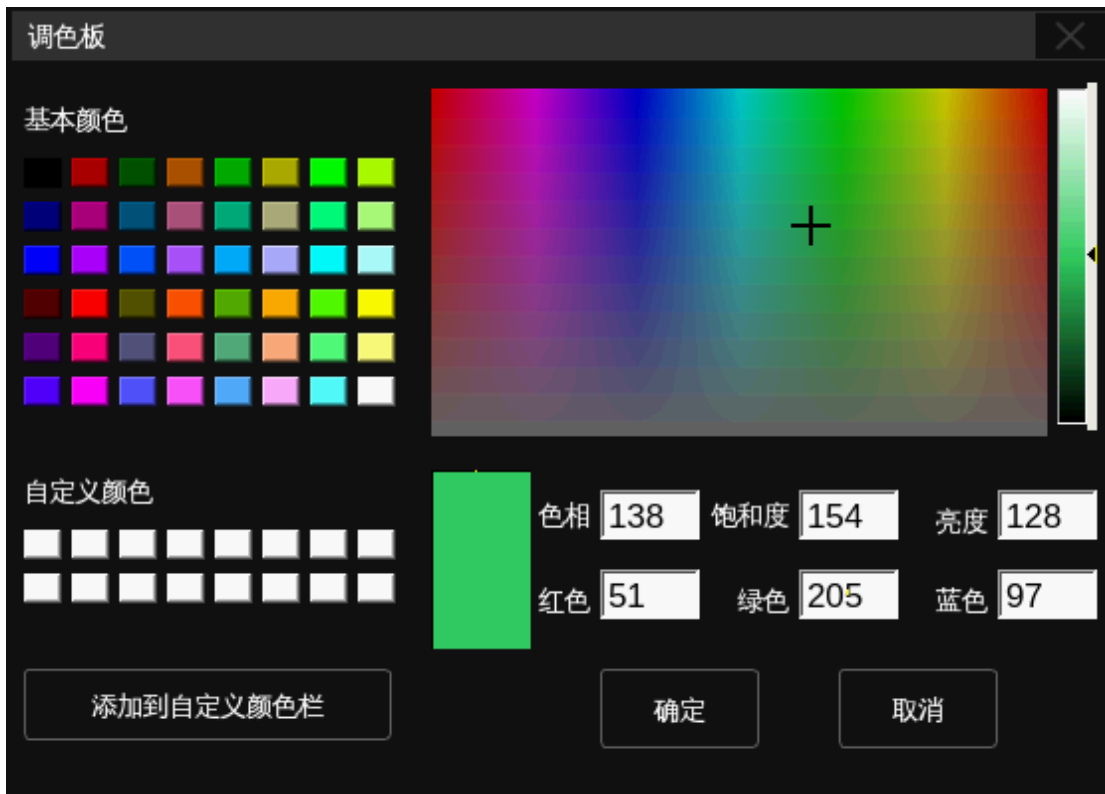 调色板
基本颜色
自定义颜色
色相 138 饱和度 154 亮度 128
红色 51 绿色 205 蓝色 97
添加到自定义颜色栏 确定 取消